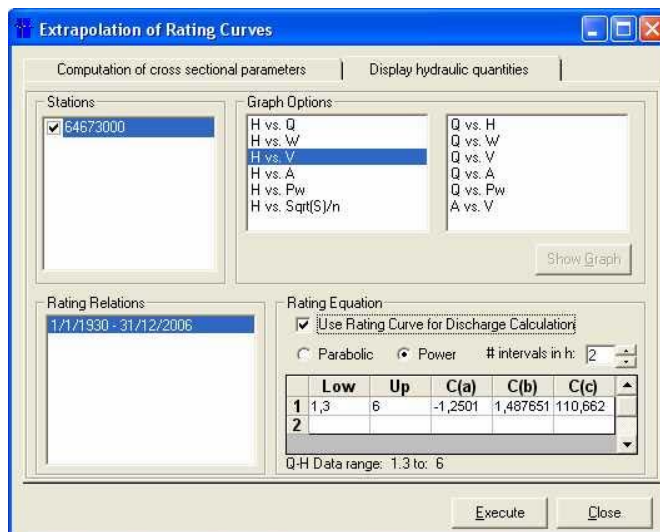 Extrapolation of Rating Curves
Computation of cross sectional parameters
Display hydraulic quantities
Stations
64673000
Graph Options
H vs. Q
H vs. W
H vs. V
H vs. A
H vs. Pw
H vs. Sqrt(S)/n
Q vs. H
Q vs. W
Q vs. V
Q vs. A
Q vs. Pw
A vs. V
Show Graph
Rating Relations
1/1/1930 - 31/12/2006
Rating Equation
Use Rating Curve for Discharge Calculation
Parabolic Power # intervals in h: 2
Low Up C(a) C(b) C(c)
1 1,3 6 -1,2501 1,487651 110,662
2
Q-H Data range: 1.3 to: 6
Execute Close